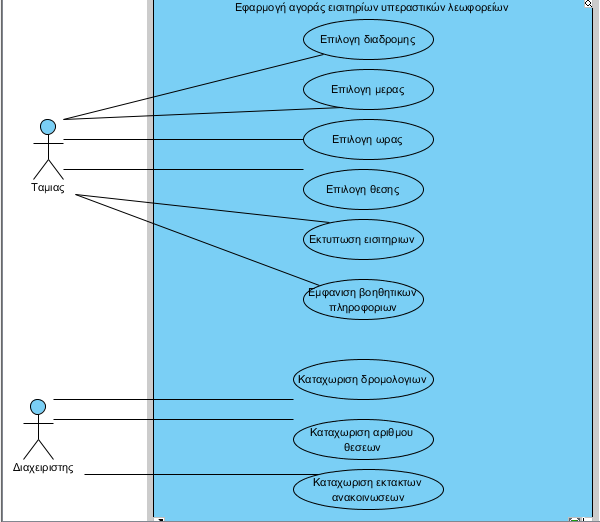 Εφαρμογή αγοράς εισιτηρίων υπεραστικών λεωφορείων
Επιλογη διαδρομης
Επιλογη μερας
Επιλογη ωρας
Ταμιας
Επιλογη θεσης
Εκτυπωση εισιτηριων
Εμφανιση βοηθητικων
πληροφοριων
Καταχωριση δρομολογιων
Καταχωριση αριθμου
θεσεων
Διαχειριστης
Καταχωριση εκτακτων
ανακοινωσεων